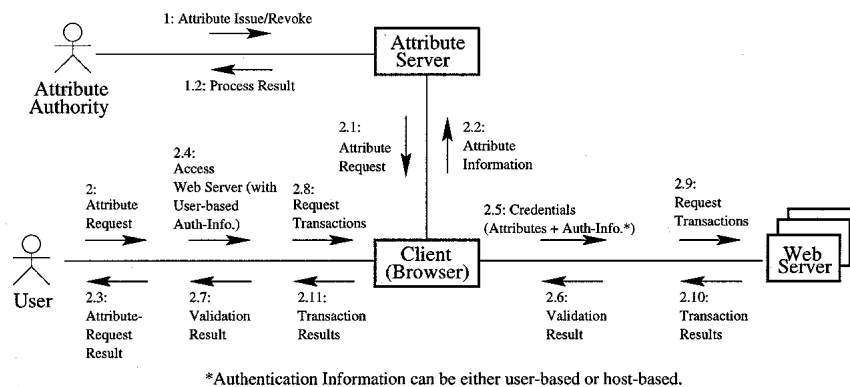 1: Attribute Issue/Revoke
Attribute
Server
1.2: Process Result
Attribute
Authority
2.1:
Attribute
Request
2.2:
Attribute
Information
2:
Attribute
Request
2.4:
Access
Web Server (with
User-based
Auth-Info.)
2.8:
Request
Transactions
2.5: Credentials
(Attributes + Auth-Info.*)
2.9:
Request
Transactions
User
Client
(Browser)
Web
Server
2.3:
Attribute-
Request
Result
2.7:
Validation
Result
2.11:
Transaction
Results
2.6:
Validation
Result
2.10:
Transaction
Results
*Authentication Information can be either user-based or host-based.